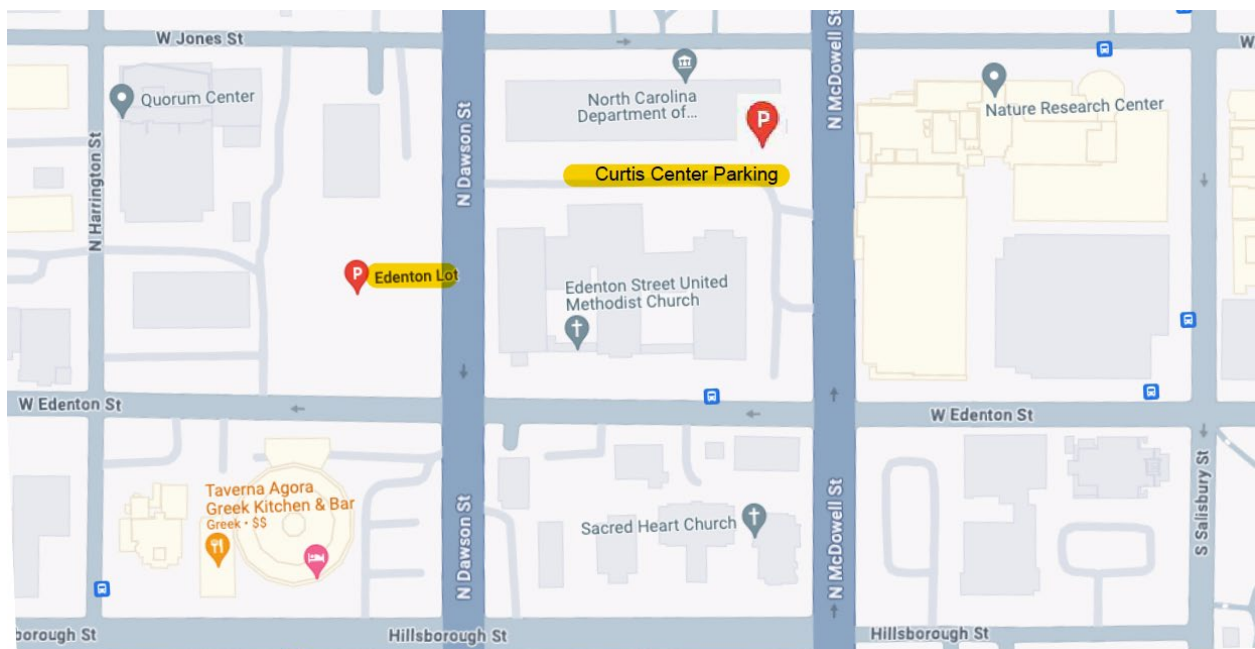 W Jones St
W
Quorum Center
North Carolina
Department of...
P
Nature Research Center
N McDowell St
N Dawson St
N Harrington St
Curtis Center Parking
P
Edenton Lot
Edenton Street United
Methodist Church
W Edenton St
W Edenton St
Taverna Agora
Greek Kitchen & Bar
Greek • $$
Sacred Heart Church
N Dawson St
N McDowell St
S Salisbury St
borough St
Hillsborough St
Hillsborough St